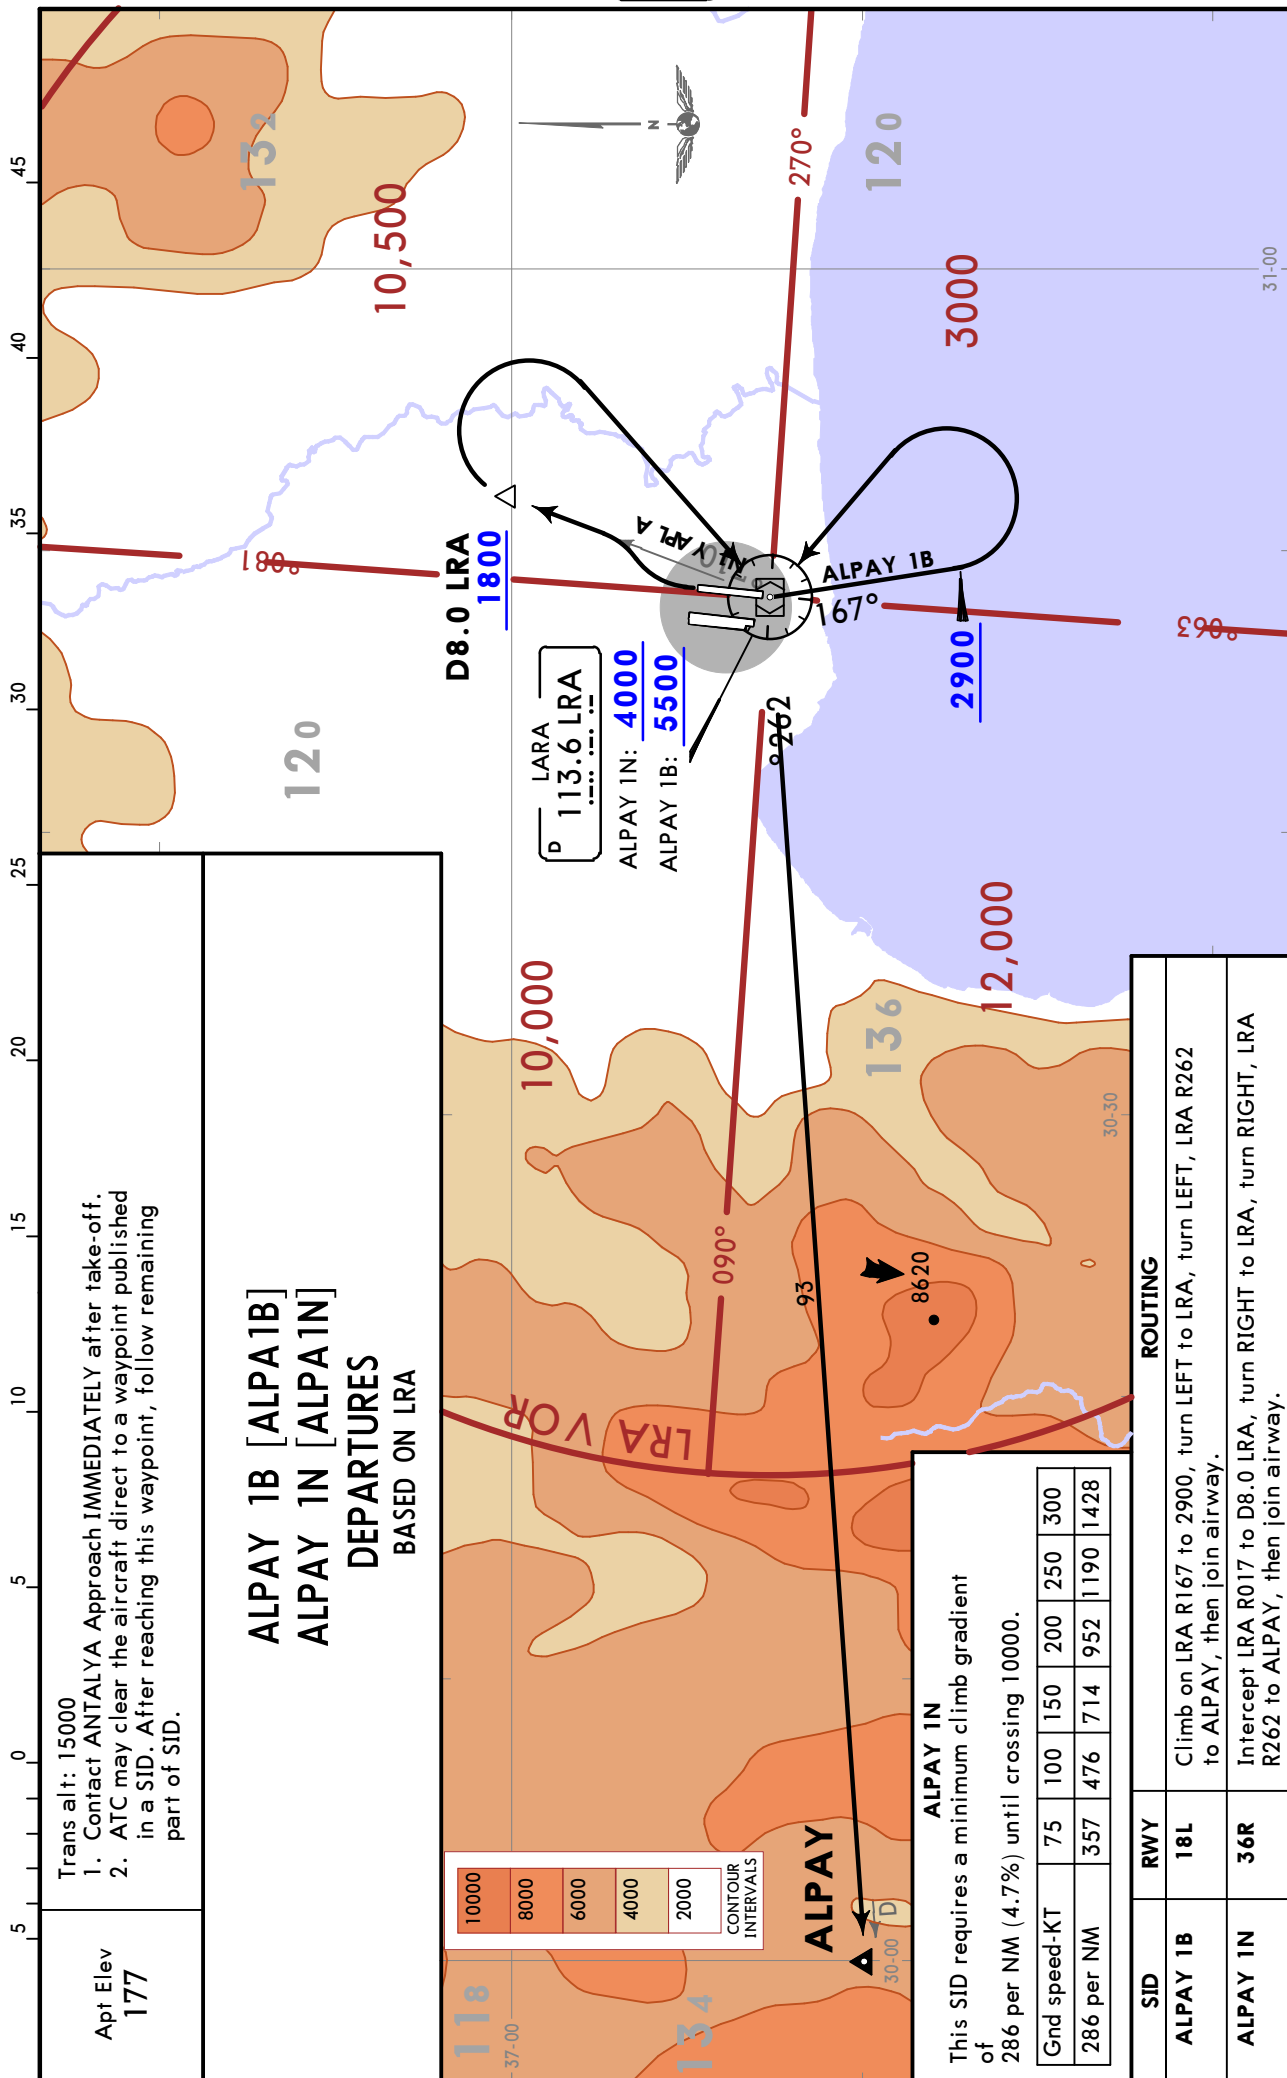 Apt Elev
177
Trans alt: 15000
1. Contact ANTALYA Approach IMMEDIATELY after take-off.
2. ATC may clear the aircraft direct to a waypoint published
in a SID. After reaching this waypoint, follow remaining
part of SID.
ALPAY 1B [ALPA1B]
ALPAY 1N [ALPA1N]
DEPARTURES
BASED ON LRA
5
0
5
10
15
20
25
30
35
40
45
10000
8000
6000
4000
2000
CONTOUR
INTERVALS
118
37-00
134
ALPAY
D
30-00
LRA VOR
090°
93
8620
136
30-30
10,000
12,000
120
132
10,500
180°
D8.0 LRA
1800
D
LARA
113.6 LRA
ALPAY 1N: 4000
ALPAY 1B: 5500
262°
167°
ALPAY 1B
2900
063°
270°
3000
120
31-00
N
ALPAY 1N
This SID requires a minimum climb gradient
of
286 per NM (4.7%) until crossing 10000.
Gnd speed-KT 75 100 150 200 250 300
286 per NM 357 476 714 952 1190 1428
SID RWY ROUTING
ALPAY 1B 18L Climb on LRA R167 to 2900, turn LEFT to LRA, turn LEFT, LRA R262
to ALPAY, then join airway.
ALPAY 1N 36R Intercept LRA R017 to D8.0 LRA, turn RIGHT to LRA, turn RIGHT, LRA
R262 to ALPAY, then join airway.